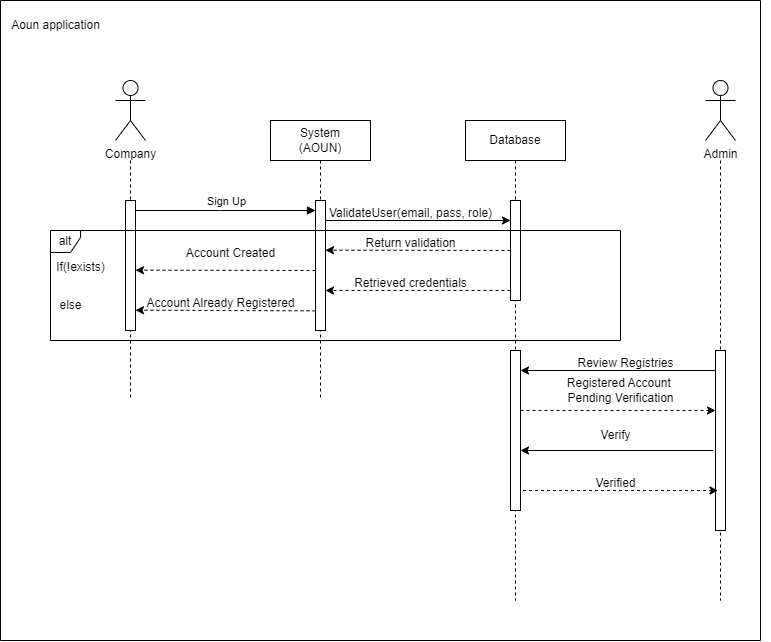 Aoun application
Company
System
(AOUN)
Database
Admin
Sign Up
ValidateUser(email, pass, role)
alt
Return validation
Account Created
If(!exists)
Retrieved credentials
else
Account Already Registered
Review Registries
Registered Account
Pending Verification
Verify
Verified